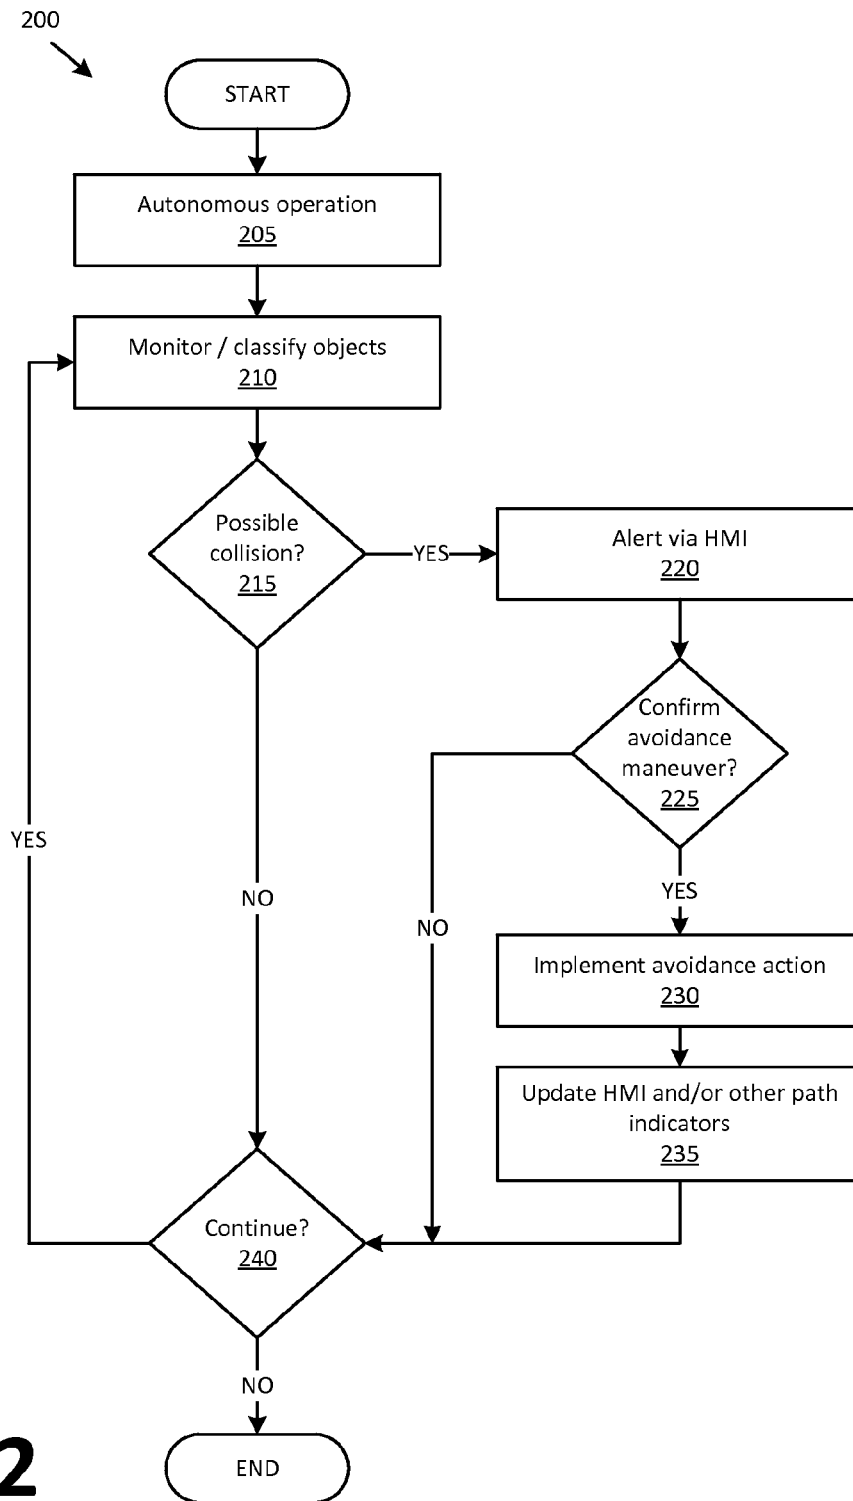 200
START
Autonomous operation
205
Monitor / classify objects
210
Possible
collision?
215
YES
Alert via HMI
220
Confirm
avoidance
maneuver?
225
YES
NO
NO
YES
Implement avoidance action
230
Update HMI and/or other path
indicators
235
Continue?
240
NO
END
2